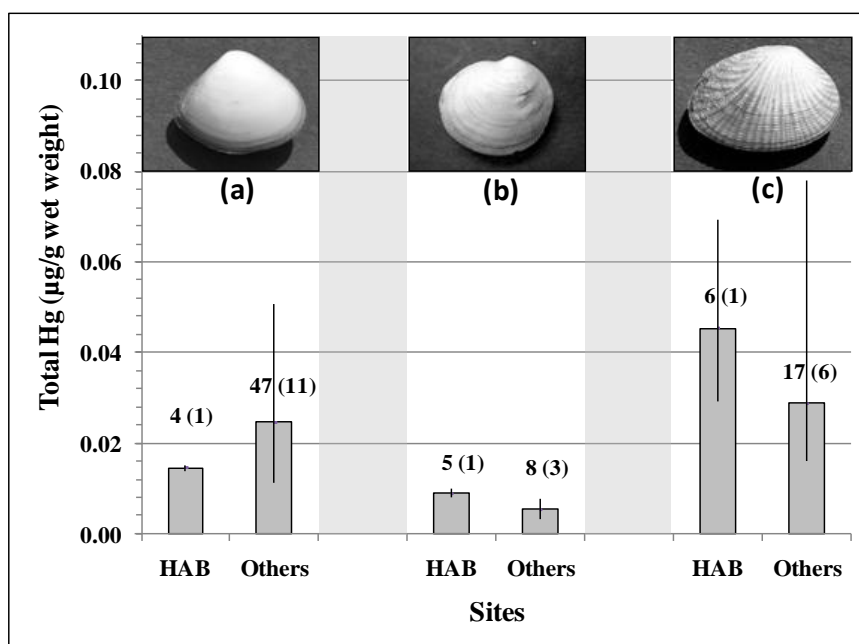 Total Hg (µg/g wet weight)
0.10
0.08
0.06
0.04
0.02
0.00
(a)
(b)
(c)
4 (1)
47 (11)
5 (1)
8 (3)
6 (1)
17 (6)
HAB
Others
HAB
Others
HAB
Others
Sites